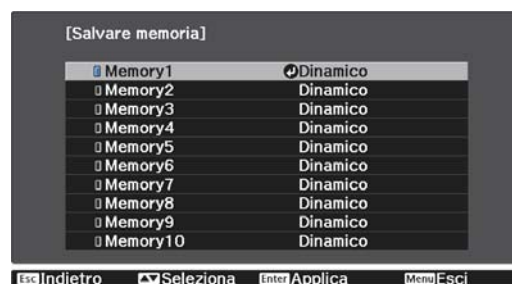 [Salvare memoria]
Memory1 Dinamico
Memory2 Dinamico
Memory3 Dinamico
Memory4 Dinamico
Memory5 Dinamico
Memory6 Dinamico
Memory7 Dinamico
Memory8 Dinamico
Memory9 Dinamico
Memory10 Dinamico
Esc Indietro Seleziona Enter Applica Menu Esci